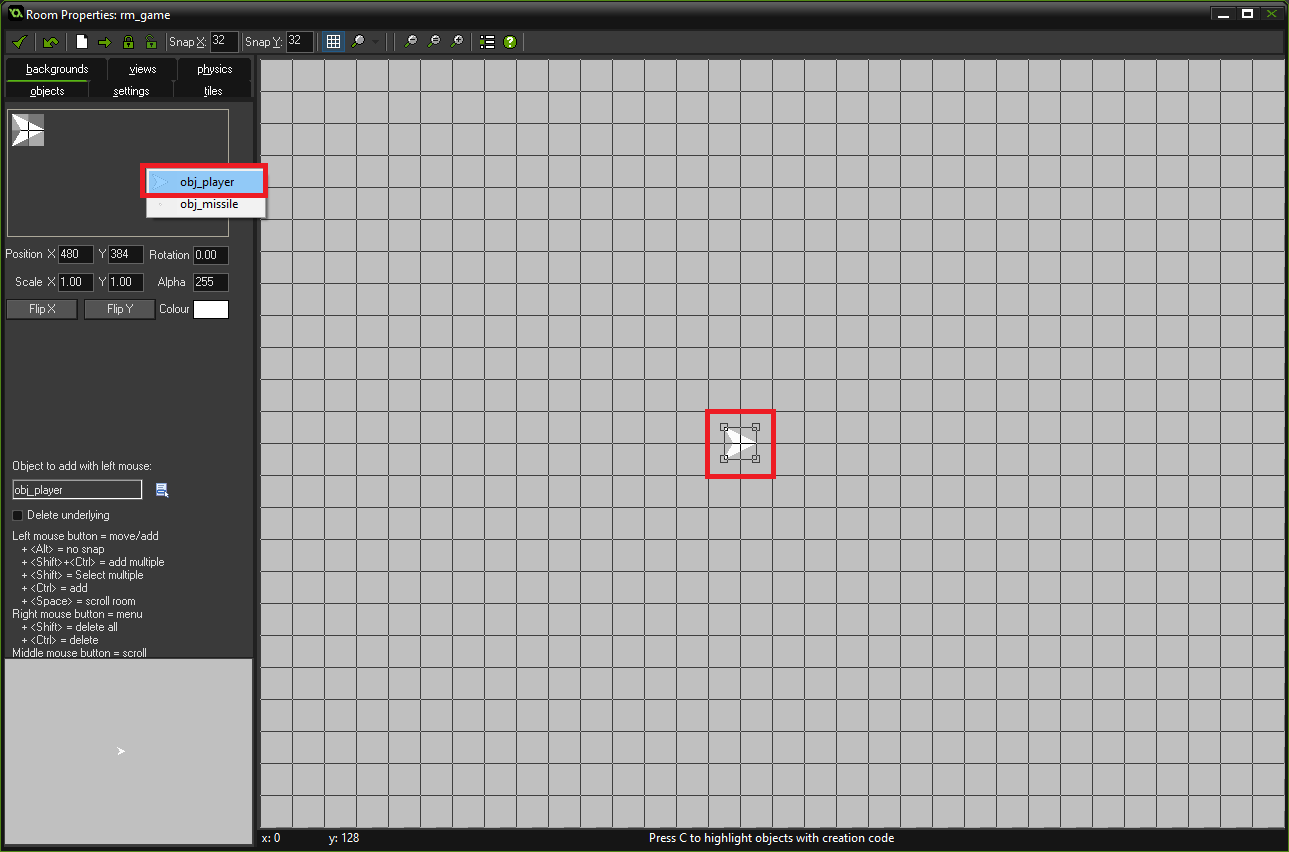 Room Properties: rm_game
Snap X: 32 Snap Y: 32
backgrounds views physics
objects settings tiles
obj_player
obj_missile
Position X 480 Y 384 Rotation 0.00
Scale X 1.00 Y 1.00 Alpha 255
Flip X Flip Y Colour
Object to add with left mouse:
obj_player
Delete underlying
Left mouse button = move/add
+ <Alt> = no snap
+ <Shift>+<Ctrl> = add multiple
+ <Shift> = Select multiple
+ <Ctrl> = add
+ <Space> = scroll room
Right mouse button = menu
+ <Shift> = delete all
+ <Ctrl> = delete
Middle mouse button = scroll
x: 0 y: 128 Press C to highlight objects with creation code